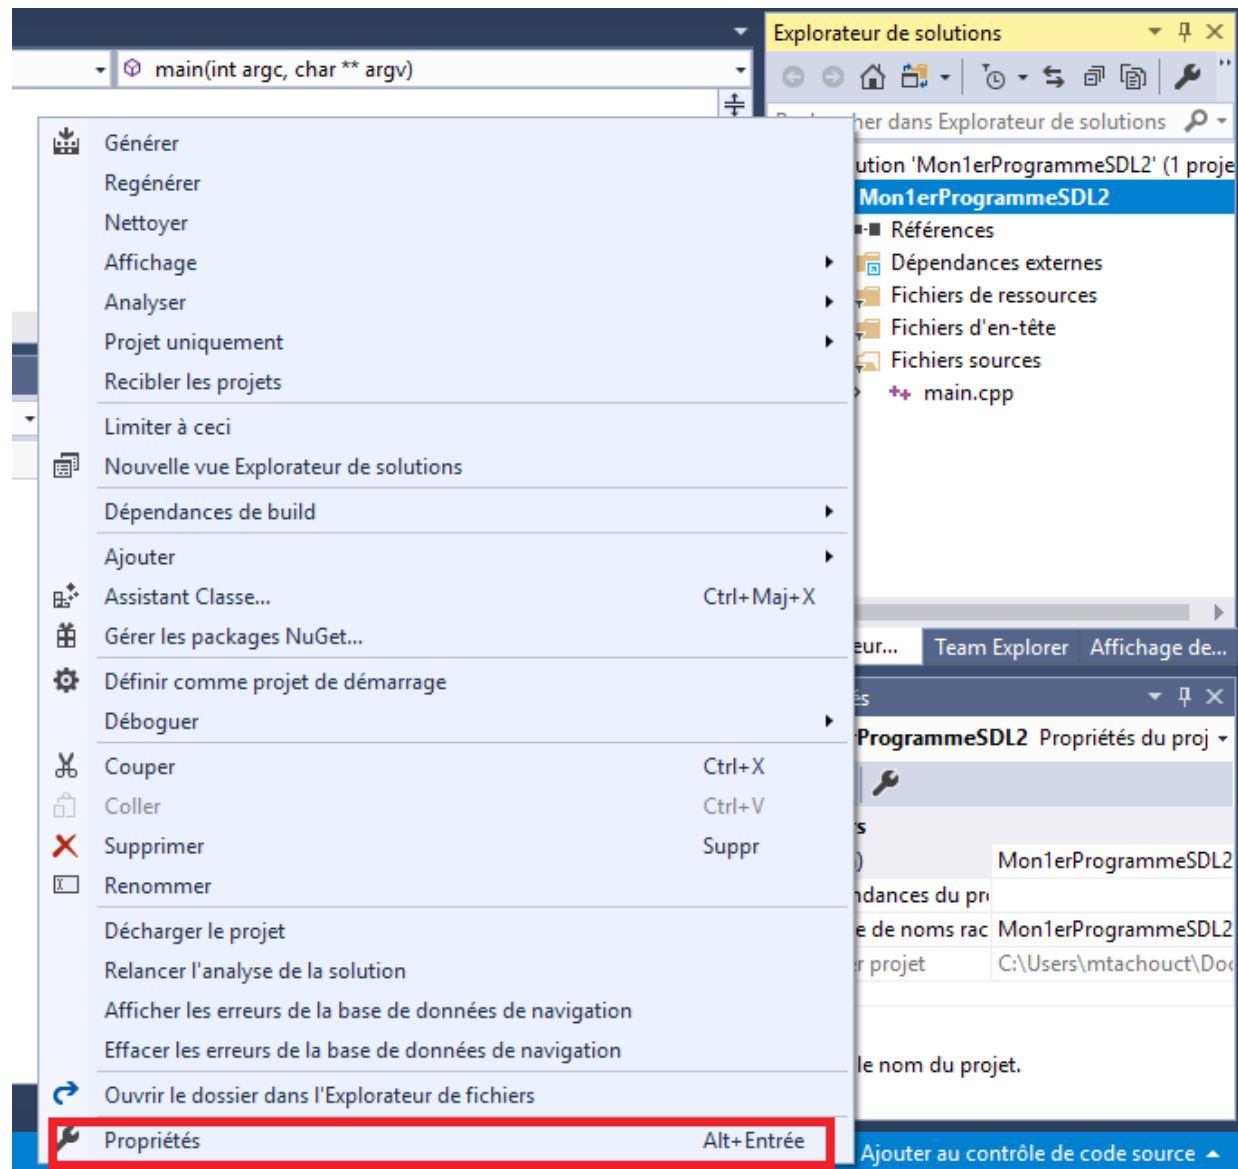 main(int argc, char ** argv)
Générer
Regénérer
Nettoyer
Affichage
Analyser
Projet uniquement
Recibler les projets
Limiter à ceci
Nouvelle vue Explorateur de solutions
Dépendances de build
Ajouter
Assistant Classe... Ctrl+Maj+X
Gérer les packages NuGet...
Définir comme projet de démarrage
Déboguer
Couper Ctrl+X
Coller Ctrl+V
Supprimer Suppr
Renommer
Décharger le projet
Relancer l'analyse de la solution
Afficher les erreurs de la base de données de navigation
Effacer les erreurs de la base de données de navigation
Ouvrir le dossier dans l'Explorateur de fichiers
Propriétés Alt+Entrée
Explorateur de solutions
her dans Explorateur de solutions
ution 'Mon1erProgrammeSDL2' (1 proje
Mon1erProgrammeSDL2
Références
Dépendances externes
Fichiers de ressources
Fichiers d'en-tête
Fichiers sources
main.cpp
eur... Team Explorer Affichage de...
és
rProgrammeSDL2 Propriétés du proj
s
) Mon1erProgrammeSDL2
ndances du pr
e de noms rac Mon1erProgrammeSDL2
r projet C:\Users\mtachouct\Do
le nom du projet.
Ajouter au contrôle de code source